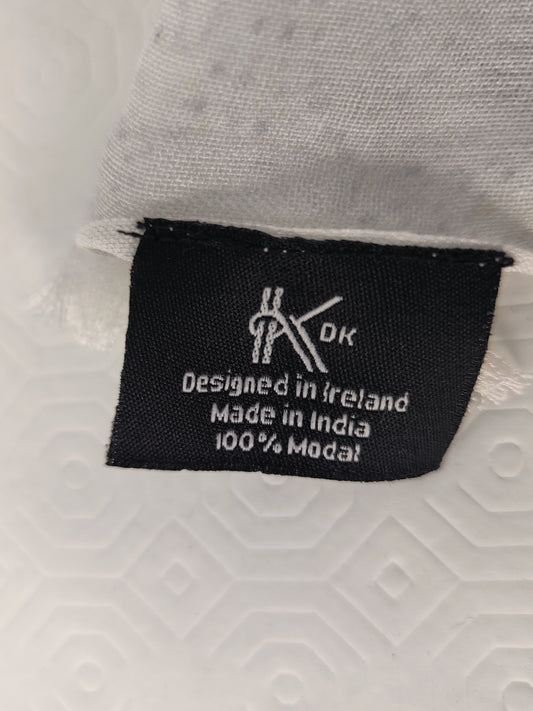 K DK
Designed in Ireland
Made in India
100% Modal